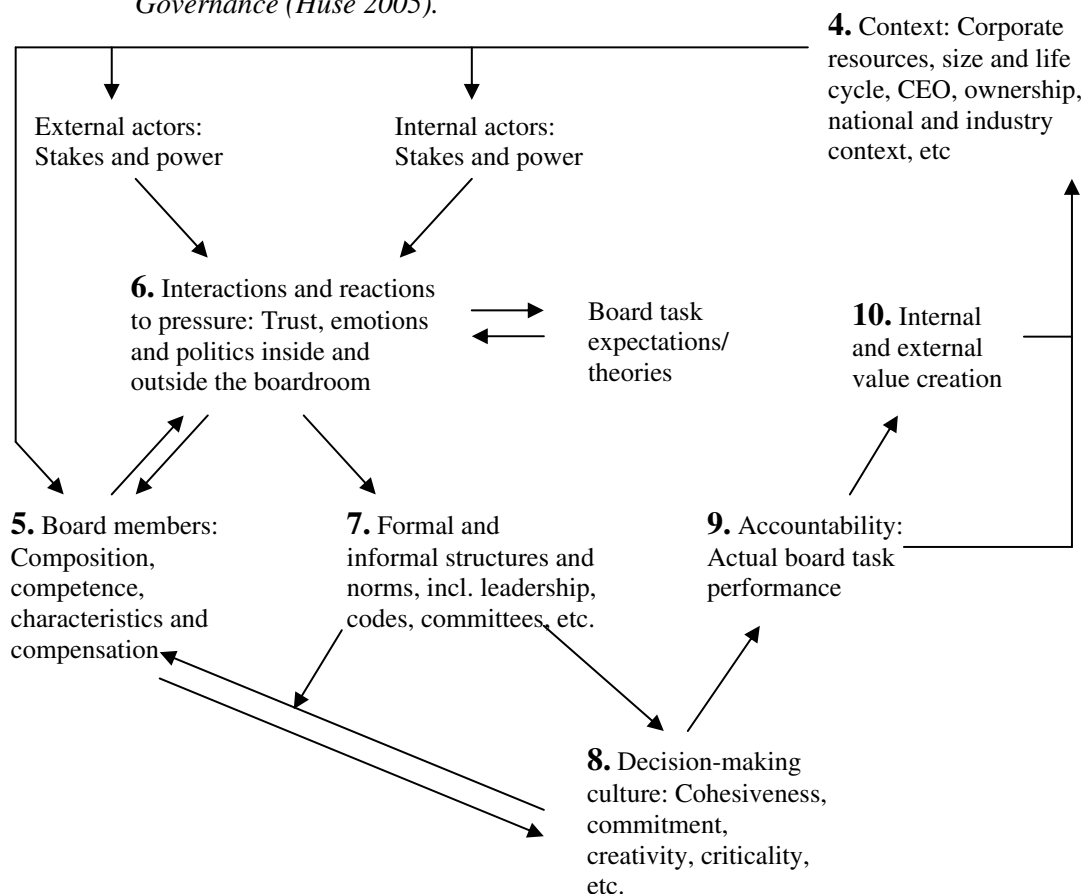 Governance (Huse 2005).
4. Context: Corporate
resources, size and life
cycle, CEO, ownership,
national and industry
context, etc
External actors:
Stakes and power
Internal actors:
Stakes and power
6. Interactions and reactions
to pressure: Trust, emotions
and politics inside and
outside the boardroom
Board task
expectations/
theories
10. Internal
and external
value creation
5. Board members:
Composition,
competence,
characteristics and
compensation
7. Formal and
informal structures and
norms, incl. leadership,
codes, committees, etc.
9. Accountability:
Actual board task
performance
8. Decision-making
culture: Cohesiveness,
commitment,
creativity, criticality,
etc.